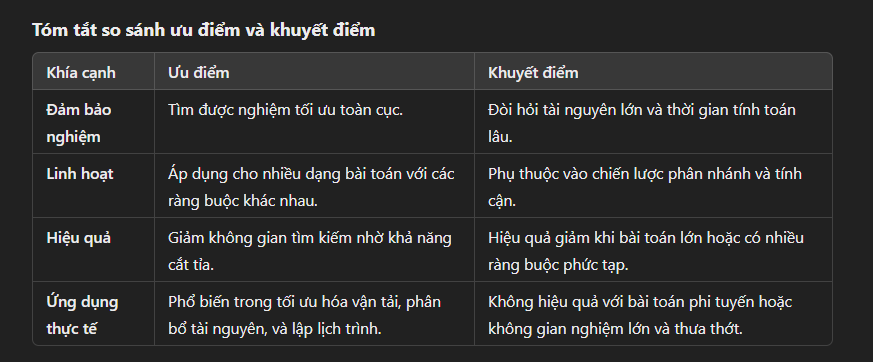 Tóm tắt so sánh ưu điểm và khuyết điểm
Khía cạnh Ưu điểm Khuyết điểm
Đảm bảo nghiệm Tìm được nghiệm tối ưu toàn cục. Đòi hỏi tài nguyên lớn và thời gian tính toán lâu.
Linh hoạt Áp dụng cho nhiều dạng bài toán với các ràng buộc khác nhau. Phụ thuộc vào chiến lược phân nhánh và tính cận.
Hiệu quả Giảm không gian tìm kiếm nhờ khả năng cắt tỉa. Hiệu quả giảm khi bài toán lớn hoặc có nhiều ràng buộc phức tạp.
Ứng dụng thực tế Phổ biến trong tối ưu hóa vận tải, phân bổ tài nguyên, và lập lịch trình. Không hiệu quả với bài toán phi tuyến hoặc không gian nghiệm lớn và thưa thớt.